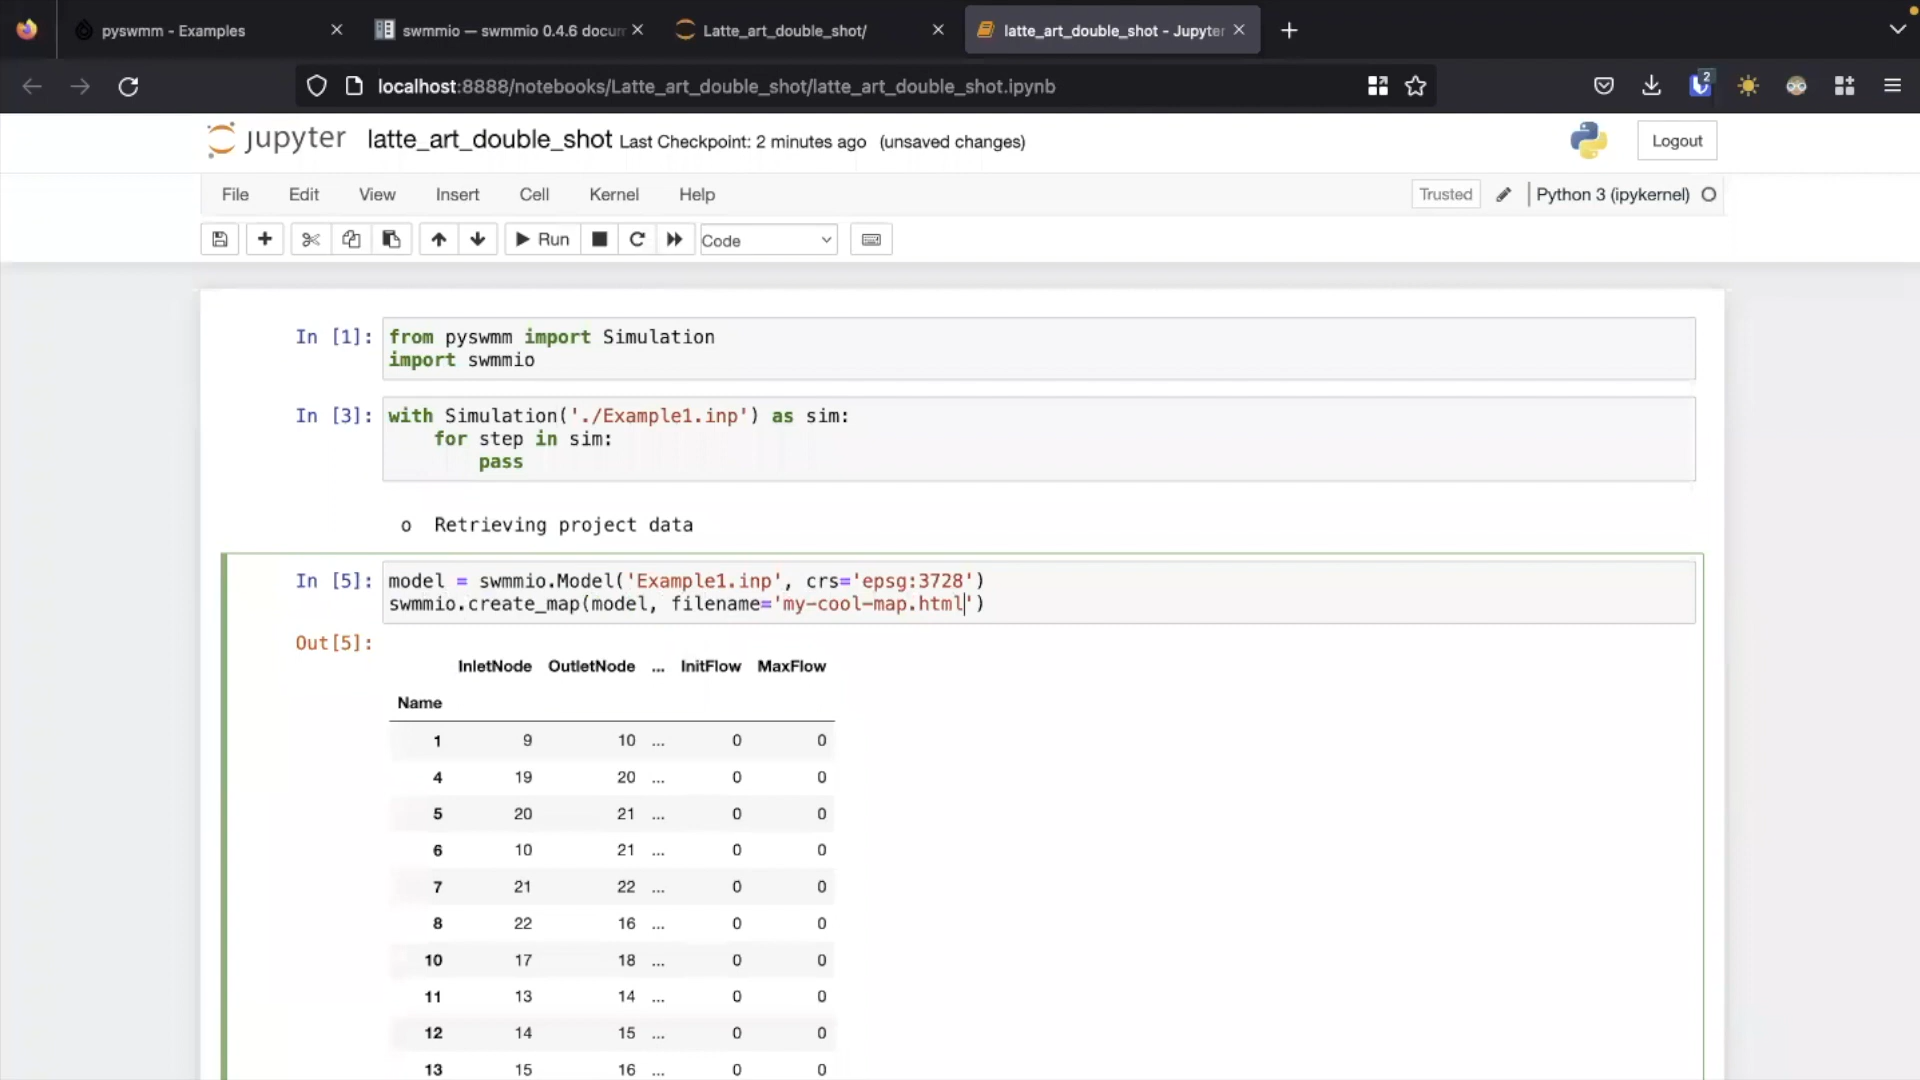 pyswmm - Examples
swmmio — swmmio 0.4.6 docum
Latte_art_double_shot/
latte_art_double_shot - Jupyter
localhost:8888/notebooks/Latte_art_double_shot/latte_art_double_shot.ipynb
2
jupyter latte_art_double_shot Last Checkpoint: 2 minutes ago (unsaved changes)
Logout
File Edit View Insert Cell Kernel Help
Trusted
Python 3 (ipykernel)
Run
Code
In [1]: from pyswmm import Simulation
import swmmio
In [3]: with Simulation('./Example1.inp') as sim:
for step in sim:
pass
o Retrieving project data
In [5]: model = swmmio.Model('Example1.inp', crs='epsg:3728')
swmmio.create_map(model, filename='my-cool-map.html')
Out[5]:
InletNode OutletNode ... InitFlow MaxFlow
Name
1 9 10 ... 0 0
4 19 20 ... 0 0
5 20 21 ... 0 0
6 10 21 ... 0 0
7 21 22 ... 0 0
8 22 16 ... 0 0
10 17 18 ... 0 0
11 13 14 ... 0 0
12 14 15 ... 0 0
13 15 16 ... 0 0